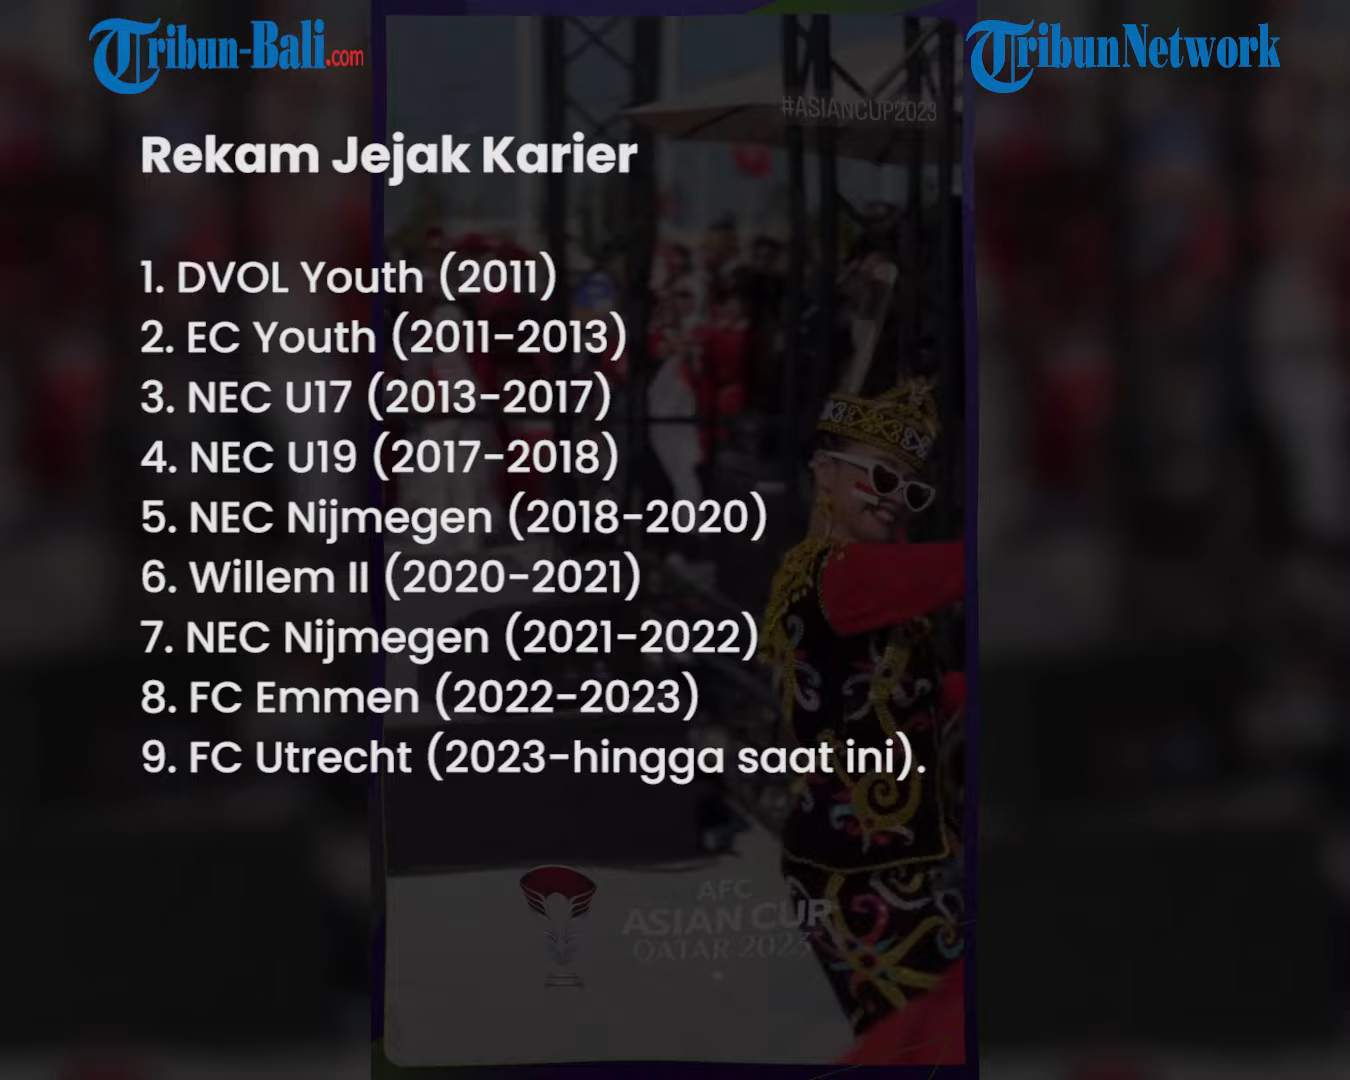 Tribun-Bali.com
TribunNetwork
#ASIANCUP2023
Rekam Jejak Karier
1. DVOL Youth (2011)
2. EC Youth (2011-2013)
3. NEC U17 (2013-2017)
4. NEC U19 (2017-2018)
5. NEC Nijmegen (2018-2020)
6. Willem II (2020-2021)
7. NEC Nijmegen (2021-2022)
8. FC Emmen (2022-2023)
9. FC Utrecht (2023-hingga saat ini).
AFC
ASIAN CUP
QATAR 2023